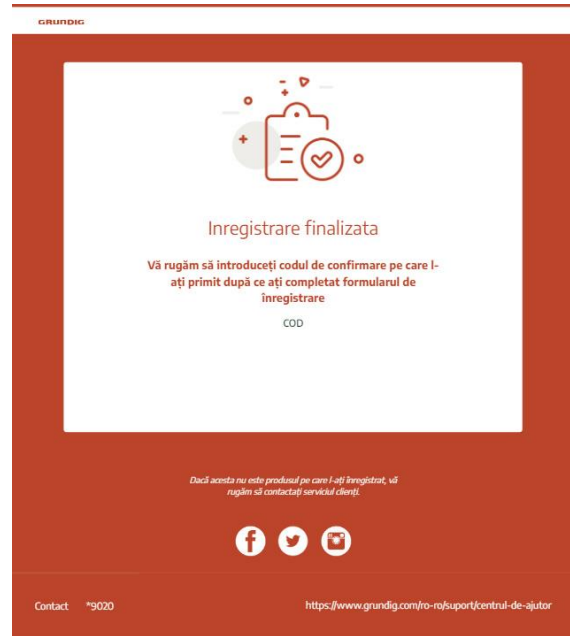 GRUNDIG
Inregistrare finalizata
Vă rugăm să introduceți codul de confirmare pe care l-
ați primit după ce ați completat formularul de
înregistrare
COD
Dacă acesta nu este produsul pe care l-ați înregistrat, vă
rugăm să contactați serviciul clienți.
Contact *9020 https://www.grundig.com/ro-ro/suport/centrul-de-ajutor